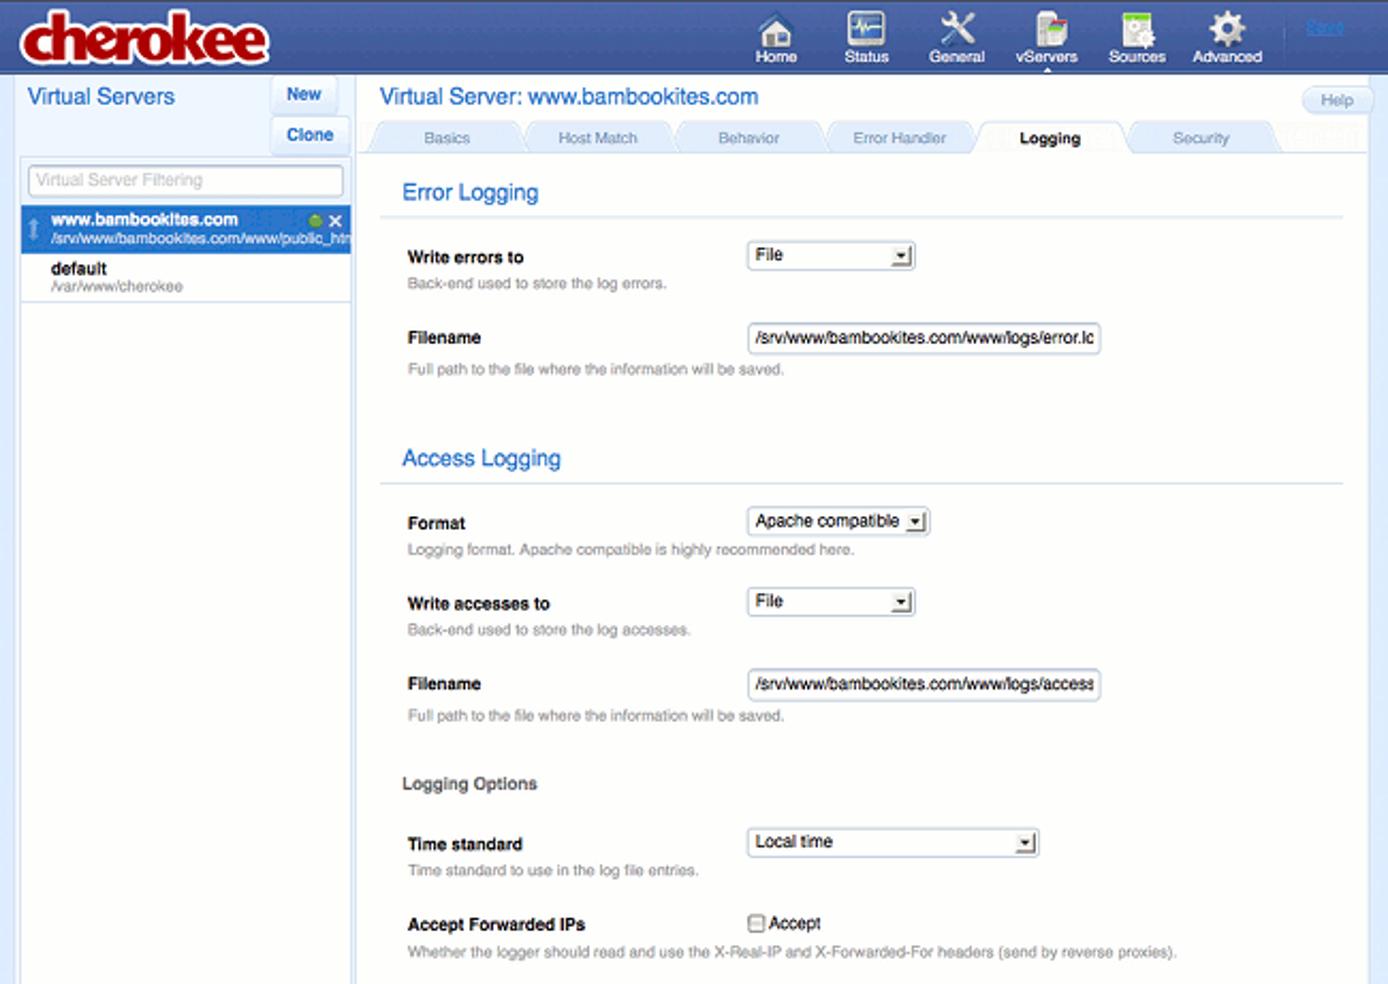 cherokee
Home Status General vServers Sources Advanced Save
Virtual Servers New
Clone
Virtual Server Filtering
www.bambookites.com
/srv/www/bambookites.com/www/public_htm
default
/var/www/cherokee
Virtual Server: www.bambookites.com Help
Basics Host Match Behavior Error Handler Logging Security
Error Logging
Write errors to File
Back-end used to store the log errors.
Filename /srv/www/bambookites.com/www/logs/error.lo
Full path to the file where the information will be saved.
Access Logging
Format Apache compatible
Logging format. Apache compatible is highly recommended here.
Write accesses to File
Back-end used to store the log accesses.
Filename /srv/www/bambookites.com/www/logs/access
Full path to the file where the information will be saved.
Logging Options
Time standard Local time
Time standard to use in the log file entries.
Accept Forwarded IPs Accept
Whether the logger should read and use the X-Real-IP and X-Forwarded-For headers (send by reverse proxies).